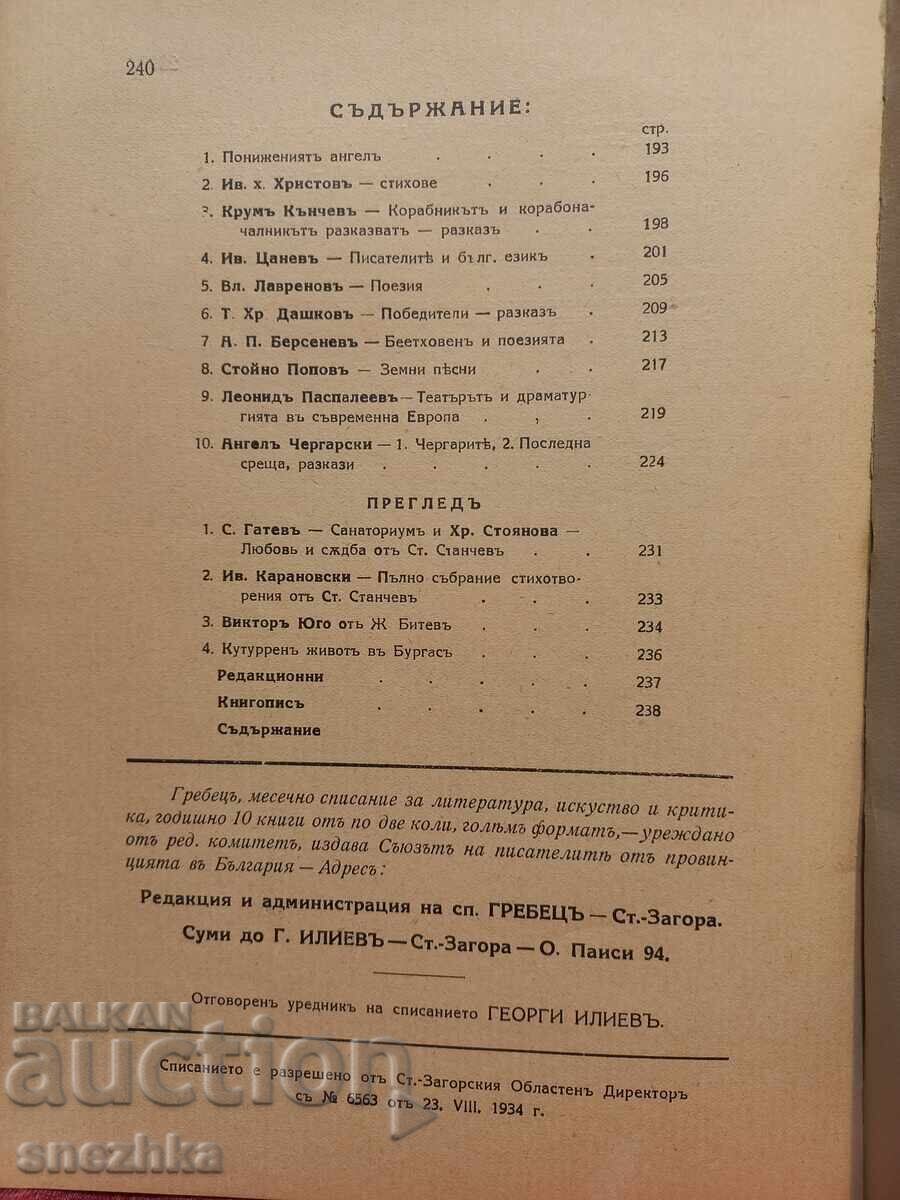 240
СЪДЪРЖАНИЕ:
стр.
1. Понижениятъ ангелъ . . . . 193
2. Ив. х. Христовъ — стихове . . . 196
3. Крумъ Кънчевъ — Корабникътъ и корабона-
чалникътъ разказватъ — разказъ . . 198
4. Ив. Цаневъ — Писателитѣ и бълг. езикъ . 201
5. Вл. Лавреновъ — Поезия . . . 205
6. Т. Хр Дашковъ — Победители — разказъ . 209
7 А. П. Берсеневъ — Беетховенъ и поезията . 213
8. Стойно Поповъ — Земни пѣсни . . 217
9. Леонидъ Паспалеевъ — Театърътъ и драматур-
гията въ съвременна Европа . , . 219
10. Ангелъ Чергарски — 1. Чергаритѣ, 2. Последна
среща, разкази . . . . . 224
ПРЕГЛЕДЪ
1. С. Гатевъ — Санаториумъ и Хр. Стоянова —
Любовь и сѫдба отъ Ст. Станчевъ . . 231
2. Ив. Карановски — Пълно събрание стихотво-
рения отъ Ст. Станчевъ . . . 233
3. Викторъ Юго отъ Ж Битевъ . . . 234
4. Кутурренъ животъ въ Бургасъ . . . 236
Редакционни . . . . . 237
Книгописъ . . . . . 238
Съдържание
Гребецъ, месечно списание за литература, искуство и крити-
ка, годишно 10 книги отъ по две коли, голѣмъ форматъ,—уреждано
отъ ред. комитетъ, издава Съюзътъ на писателитѣ отъ провин-
цията въ България — Адресъ:
Редакция и администрация на сп. ГРЕБЕЦЪ — Ст.-Загора.
Суми до Г. ИЛИЕВЪ — Ст.-Загора — О. Паиси 94.
Отговоренъ уредникъ на списанието ГЕОРГИ ИЛИЕВЪ.
Списанието е разрешено отъ Ст.-Загорския Областенъ Директоръ
съ № 6563 отъ 23. VIII. 1934 г.
BALKAN
auction
snezhka